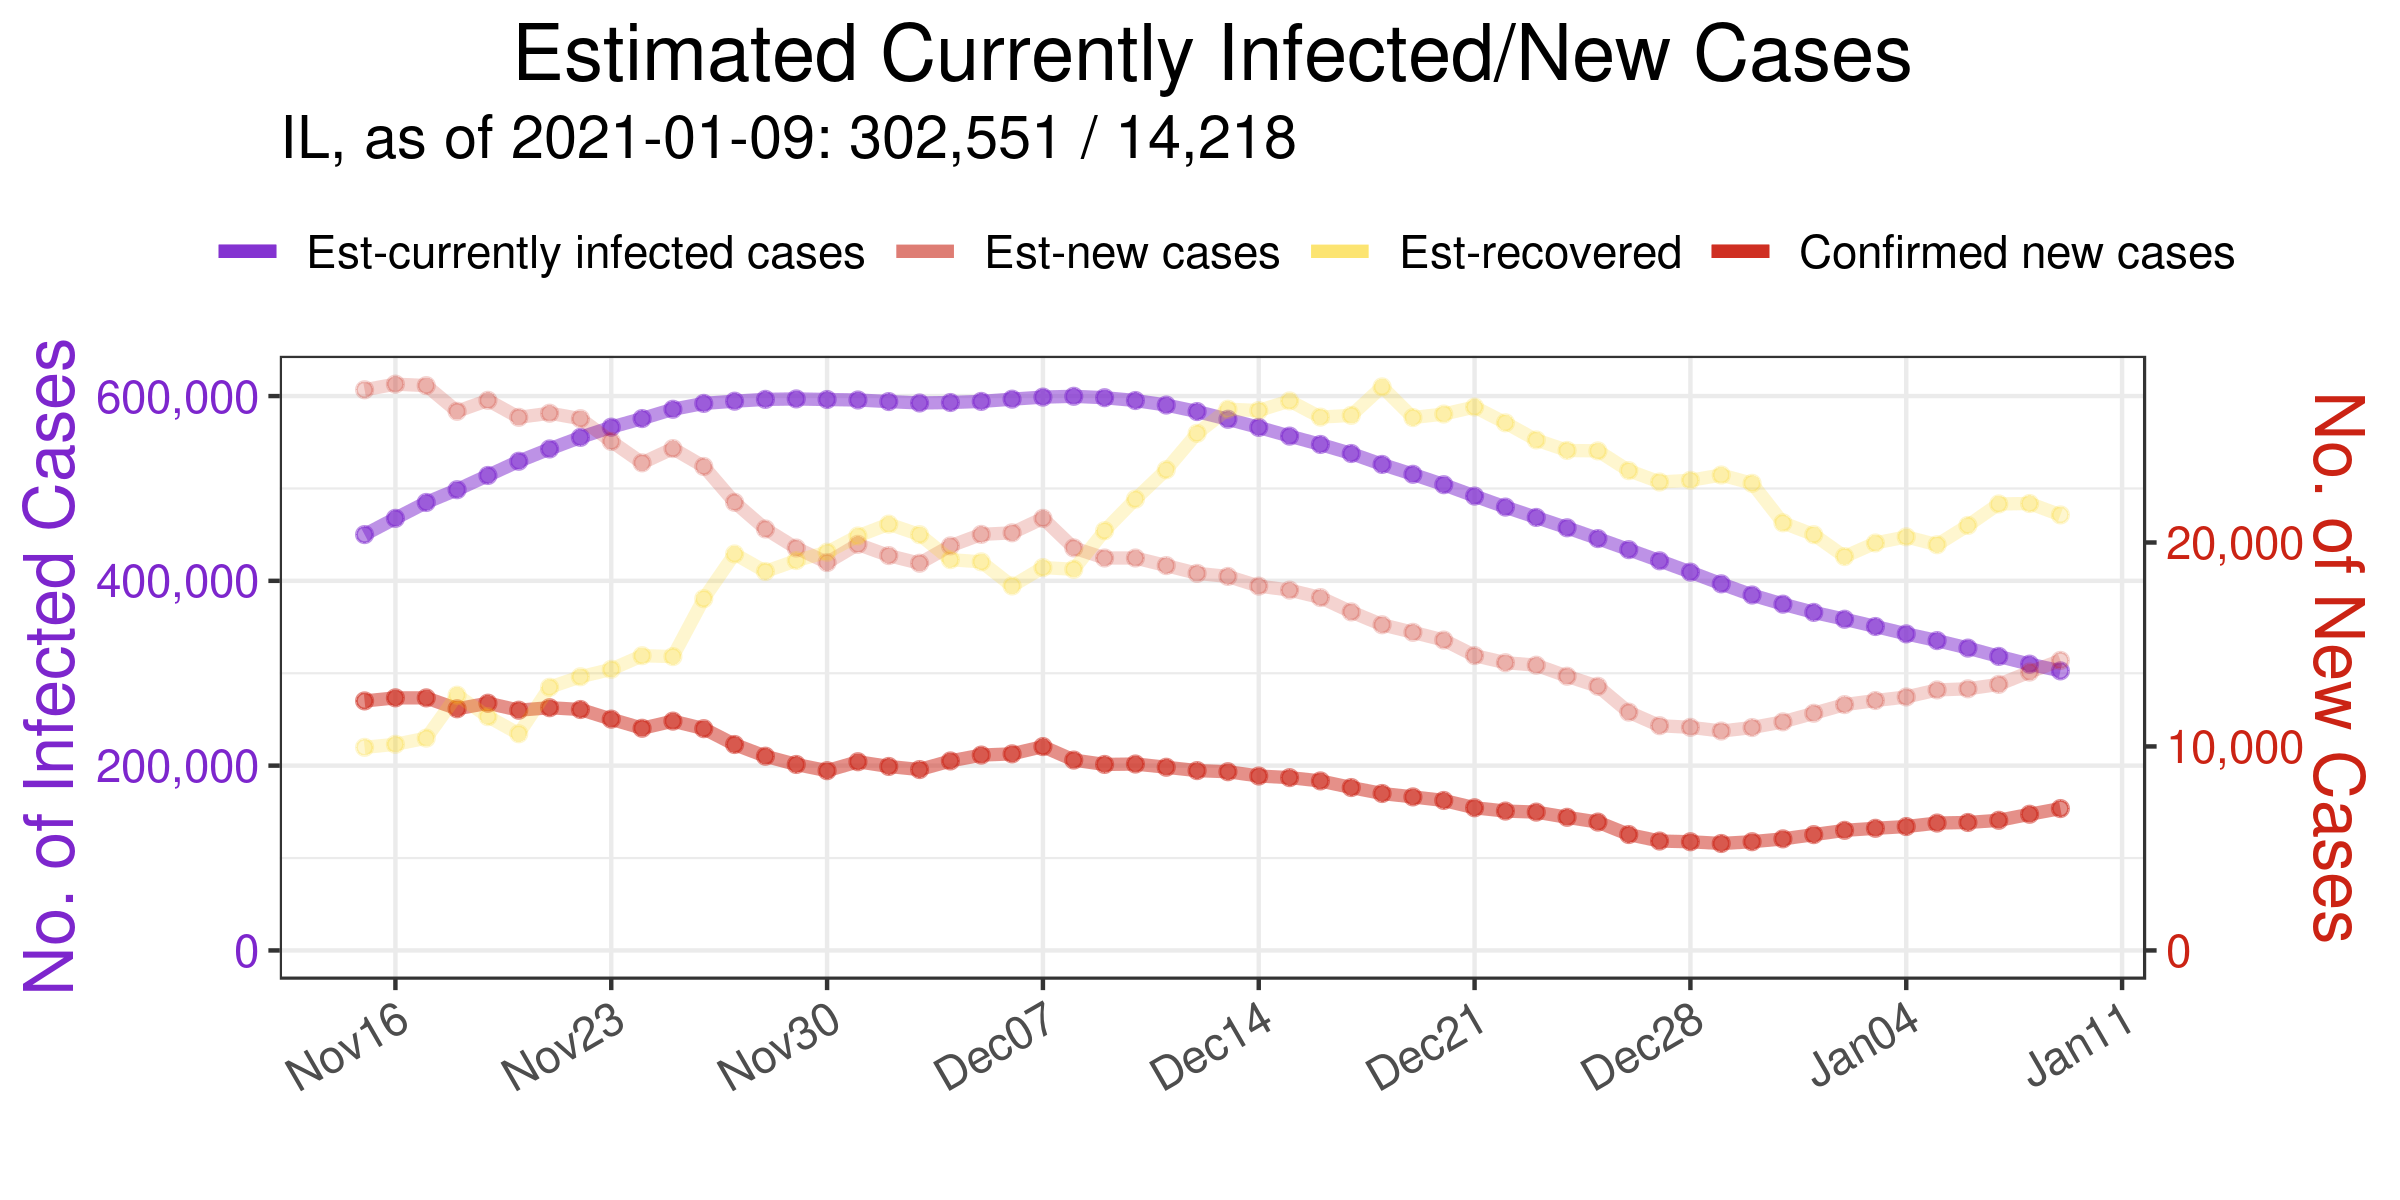 Estimated Currently Infected/New Cases
IL, as of 2021-01-09: 302,551 / 14,218
Est-currently infected cases Est-new cases Est-recovered Confirmed new cases
No. of Infected Cases
600,000
400,000
200,000
0
20,000
10,000
0
No. of New Cases
Nov16 Nov23 Nov30 Dec07 Dec14 Dec21 Dec28 Jan04 Jan11